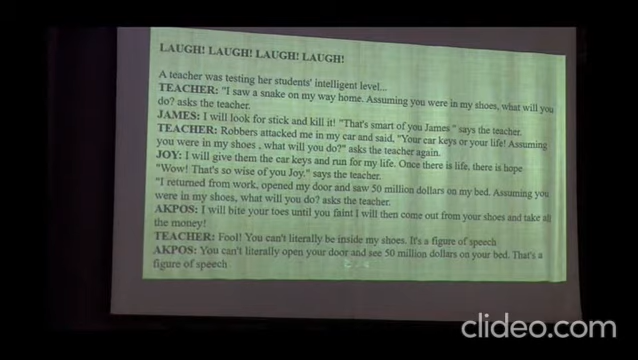 LAUGH! LAUGH! LAUGH! LAUGH!
A teacher was testing her students' intelligent level...
TEACHER: "I saw a snake on my way home. Assuming you were in my shoes, what will you
do? asks the teacher.
JAMES: I will look for stick and kill it! "That's smart of you James" says the teacher.
TEACHER: Robbers attacked me in my car and said, "Your car keys or your life! Assuming
you were in my shoes , what will you do?" asks the teacher again.
JOY: I will give them the car keys and run for my life. Once there is life, there is hope
"Wow! That's so wise of you Joy." says the teacher.
"I returned from work, opened my door and saw 50 million dollars on my bed. Assuming you
were in my shoes, what will you do? asks the teacher.
AKPOS: I will bite your toes until you faint I will then come out from your shoes and take all
the money!
TEACHER: Fool! You can't literally be inside my shoes. It's a figure of speech
AKPOS: You can't literally open your door and see 50 million dollars on your bed. That's a
figure of speech
clideo.com